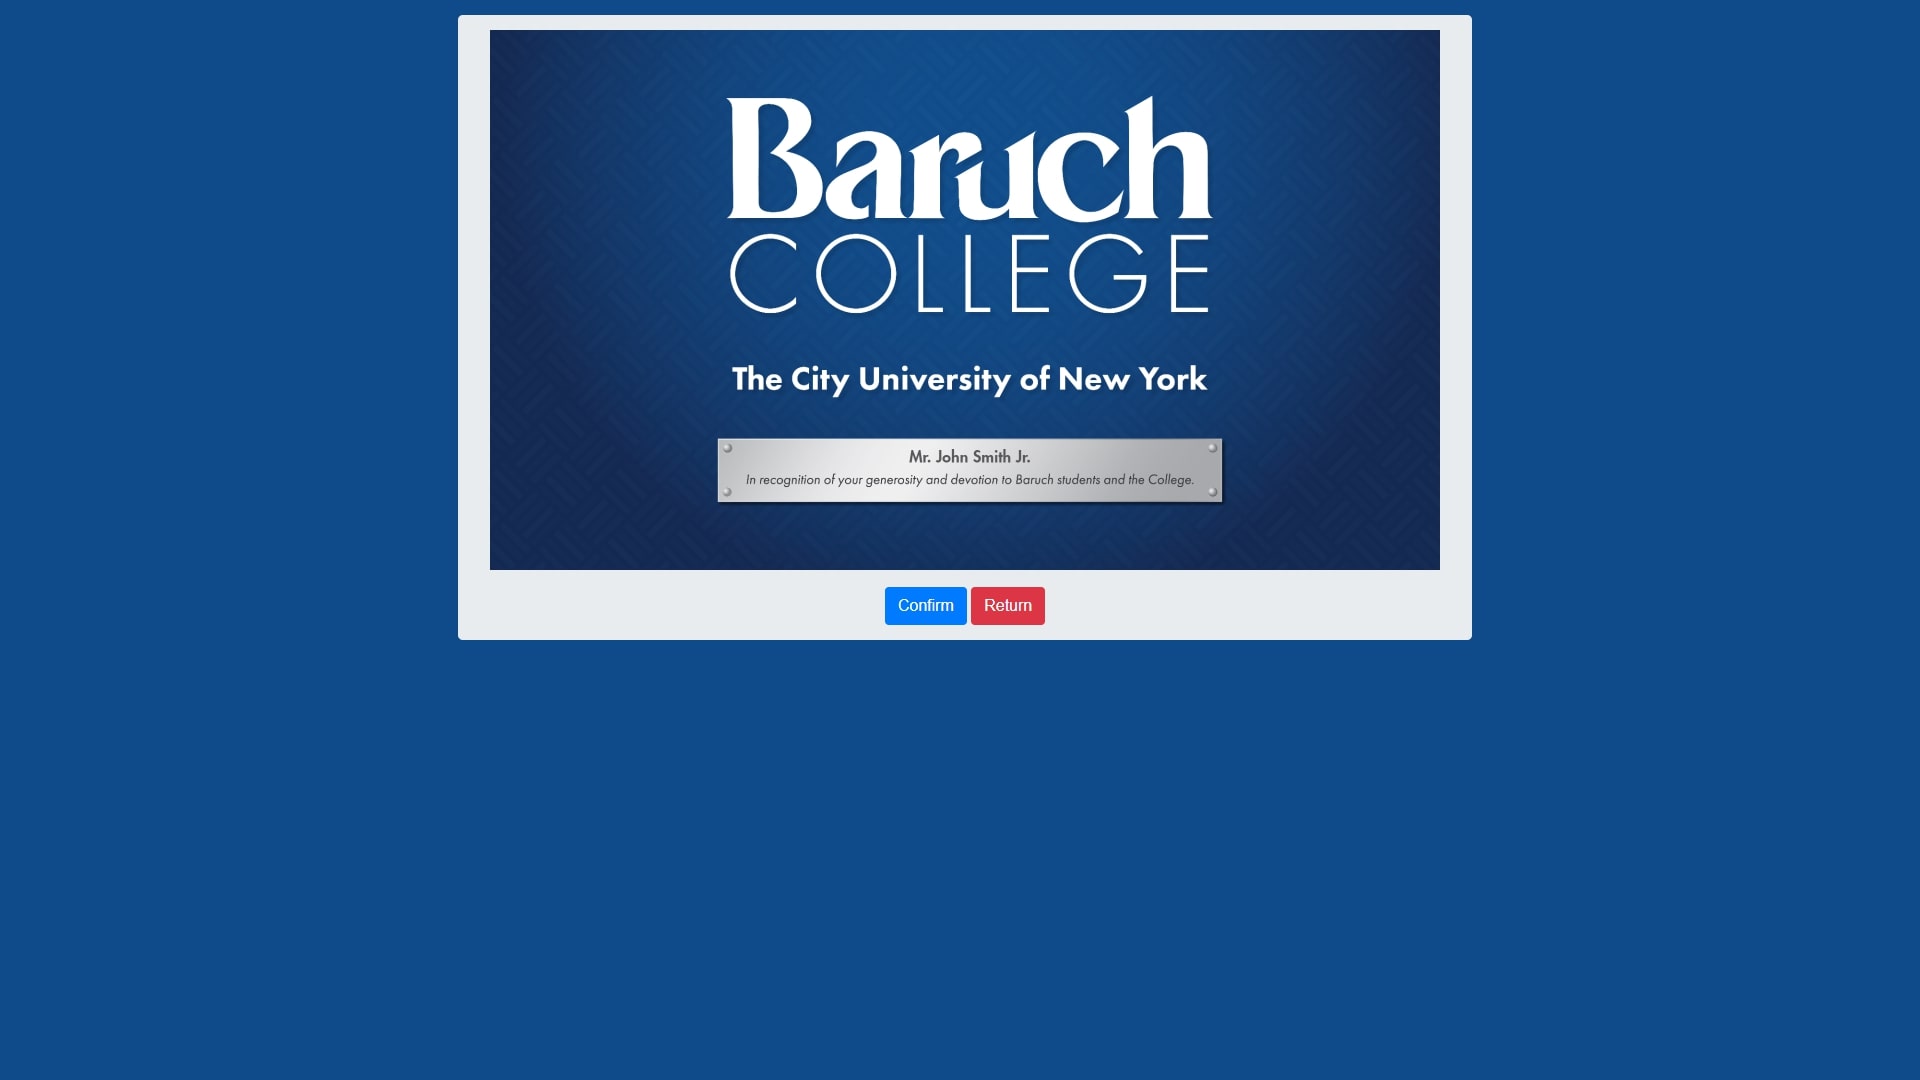 Baruch
COLLEGE
The City University of New York
Mr. John Smith Jr.
In recognition of your generosity and devotion to Baruch students and the College.
Confirm Return